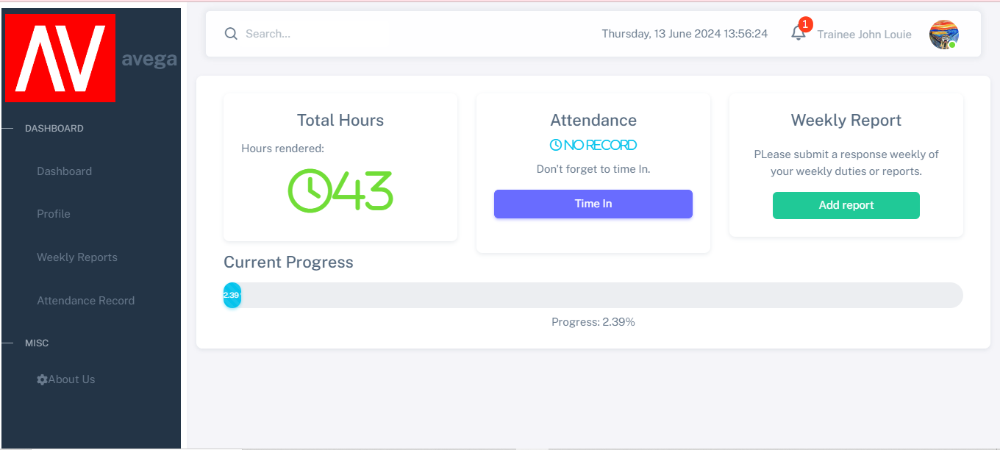 AV avega
Search...
Thursday, 13 June 2024 13:56:24
1
Trainee John Louie
DASHBOARD
Dashboard
Profile
Weekly Reports
Attendance Record
MISC
About Us
Total Hours
Hours rendered:
43
Attendance
NO RECORD
Don't forget to time In.
Time In
Weekly Report
PLease submit a response weekly of
your weekly duties or reports.
Add report
Current Progress
2.39
Progress: 2.39%